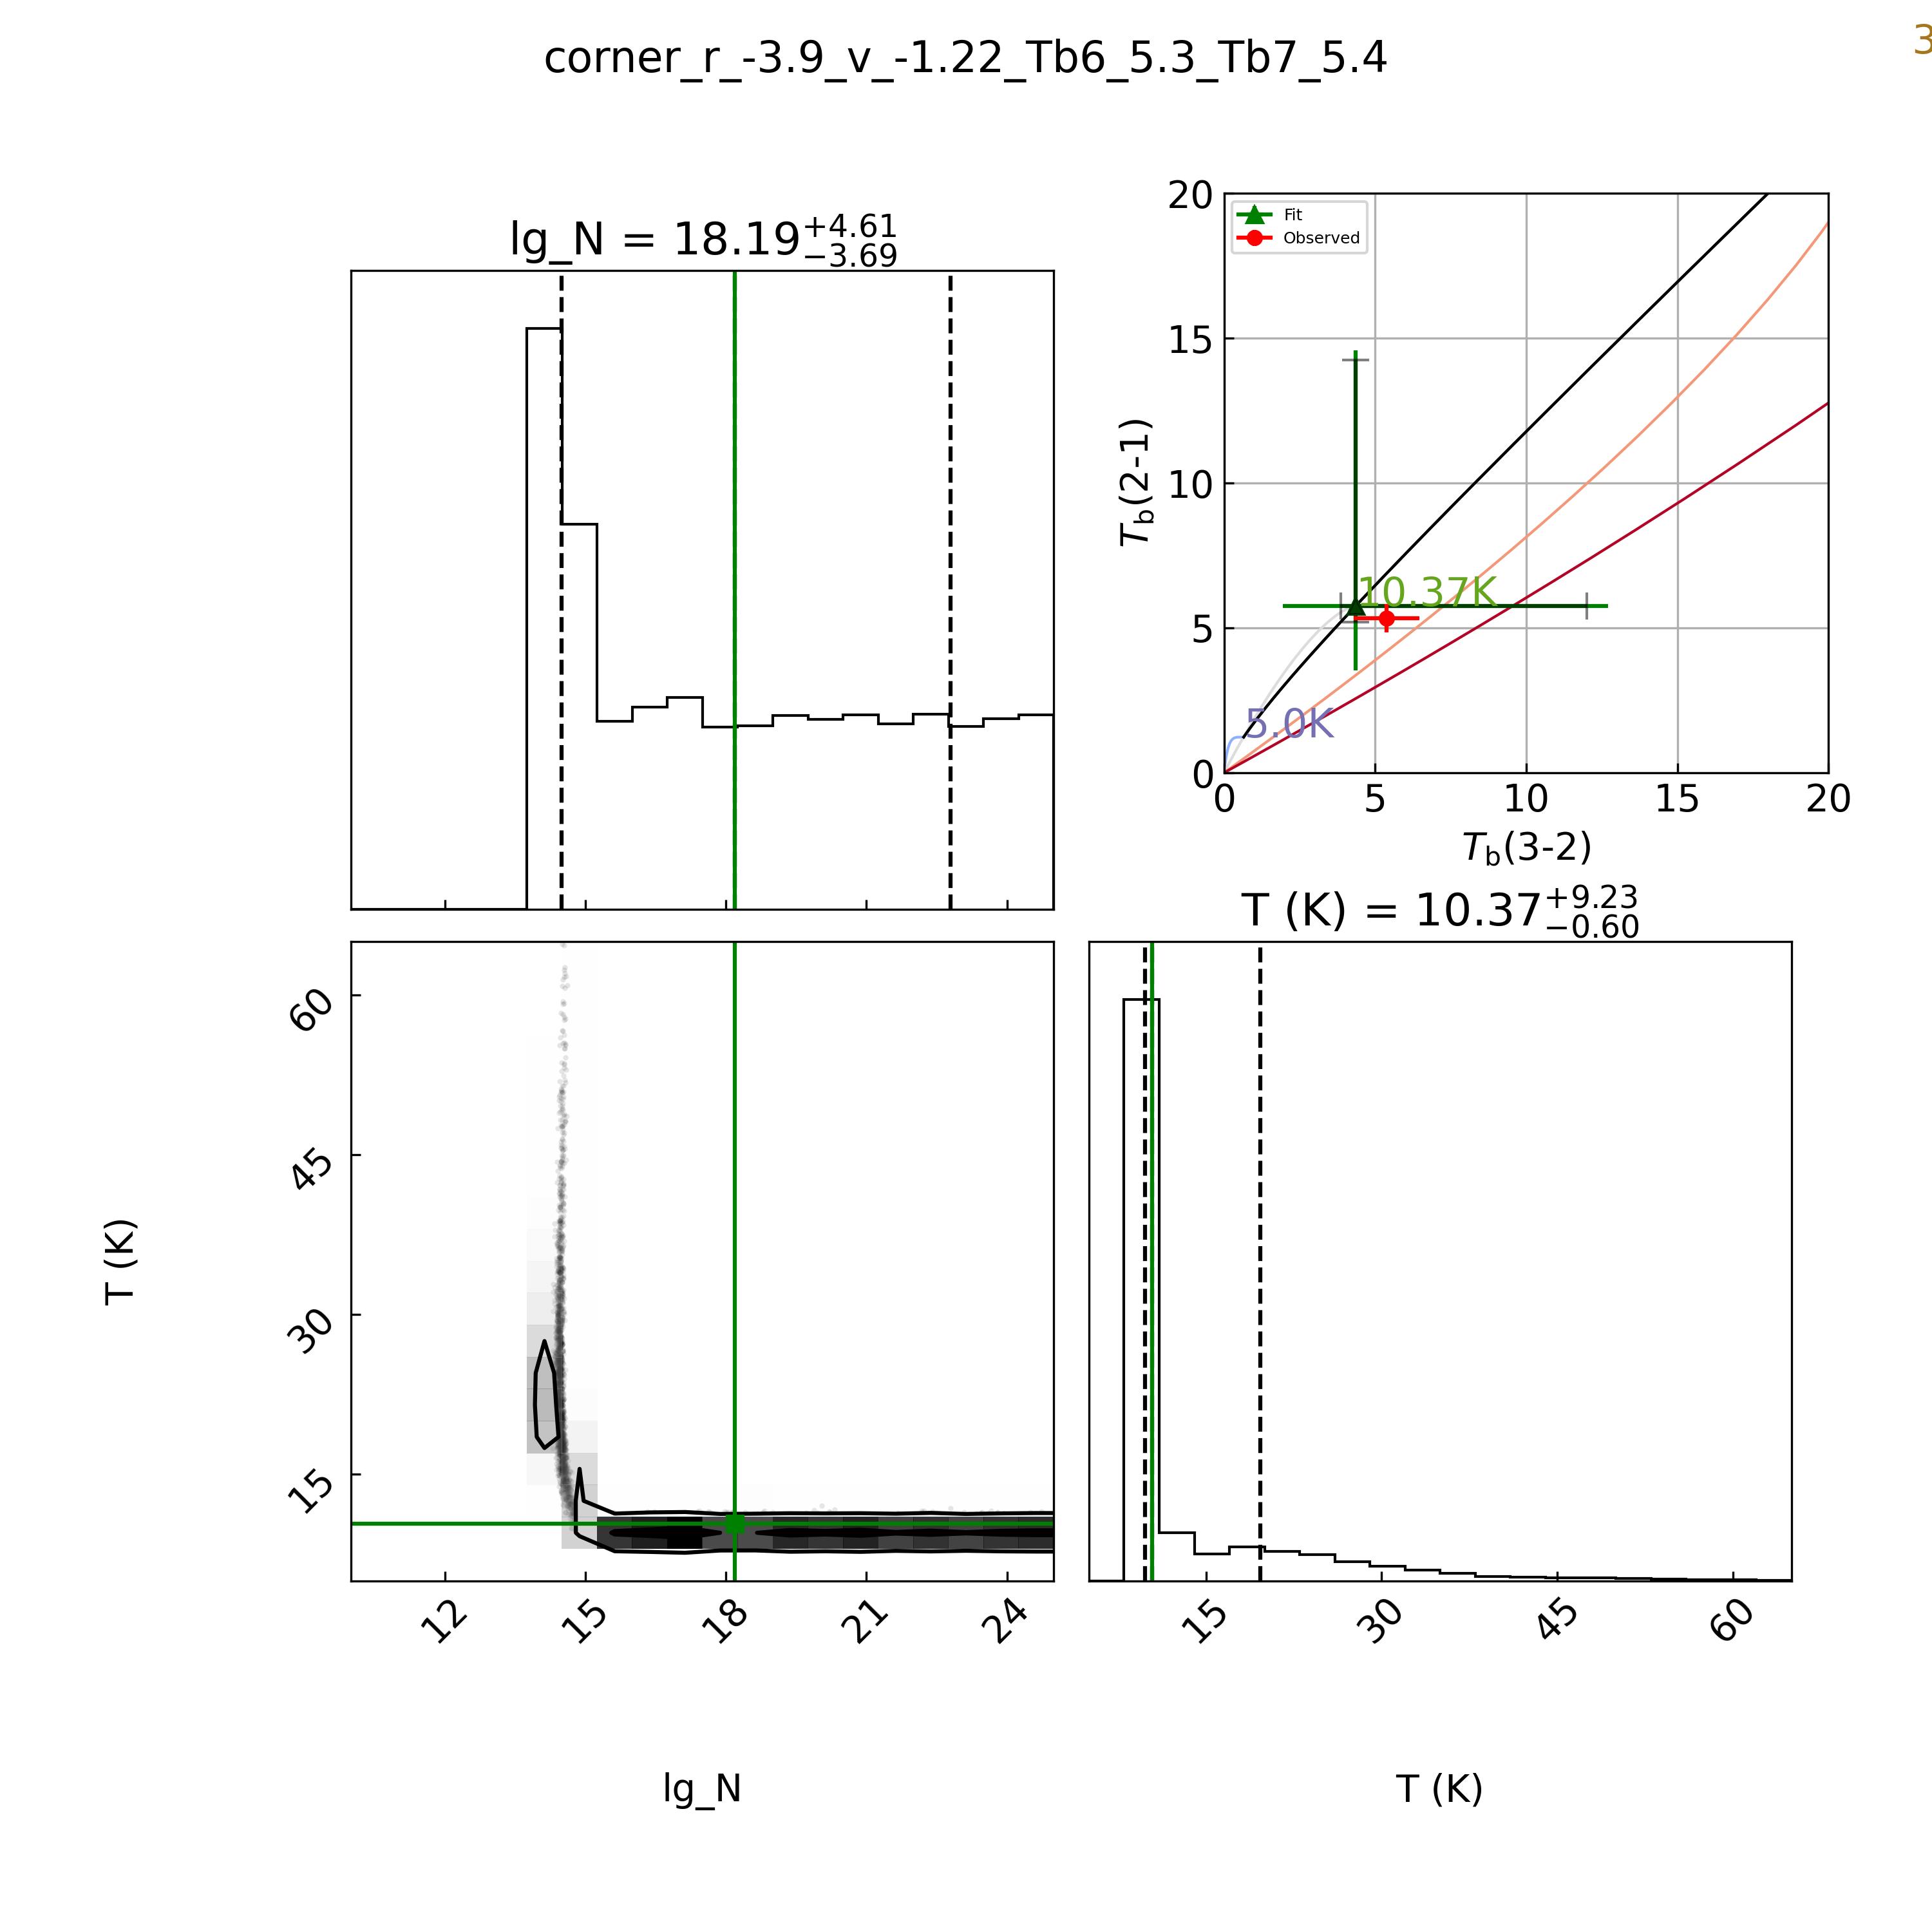 corner_r_-3.9_v_-1.22_Tb6_5.3_Tb7_5.4
3
lg_N = 18.19+4.61−3.69
20
15
10
5
0
Fit
Observed
10.37K
5.0K
Tb(2-1)
0 5 10 15 20
Tb(3-2)
T (K) = 10.37+9.23−0.60
60
45
30
15
T (K)
12 15 18 21 24
15 30 45 60
lg_N
T (K)